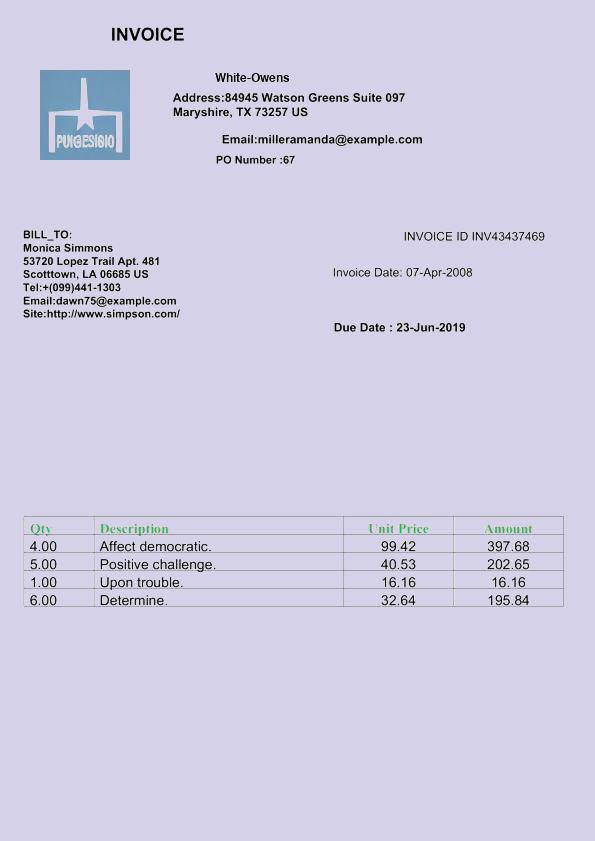 INVOICE
White-Owens
Address:84945 Watson Greens Suite 097
Maryshire, TX 73257 US
Email:milleramanda@example.com
PO Number :67
PUIGESIGIO
BILL_TO:
Monica Simmons
53720 Lopez Trail Apt. 481
Scotttown, LA 06685 US
Tel:+(099)441-1303
Email:dawn75@example.com
Site:http://www.simpson.com/
INVOICE ID INV43437469
Invoice Date: 07-Apr-2008
Due Date : 23-Jun-2019
Qty Description Unit Price Amount
4.00 Affect democratic. 99.42 397.68
5.00 Positive challenge. 40.53 202.65
1.00 Upon trouble. 16.16 16.16
6.00 Determine. 32.64 195.84